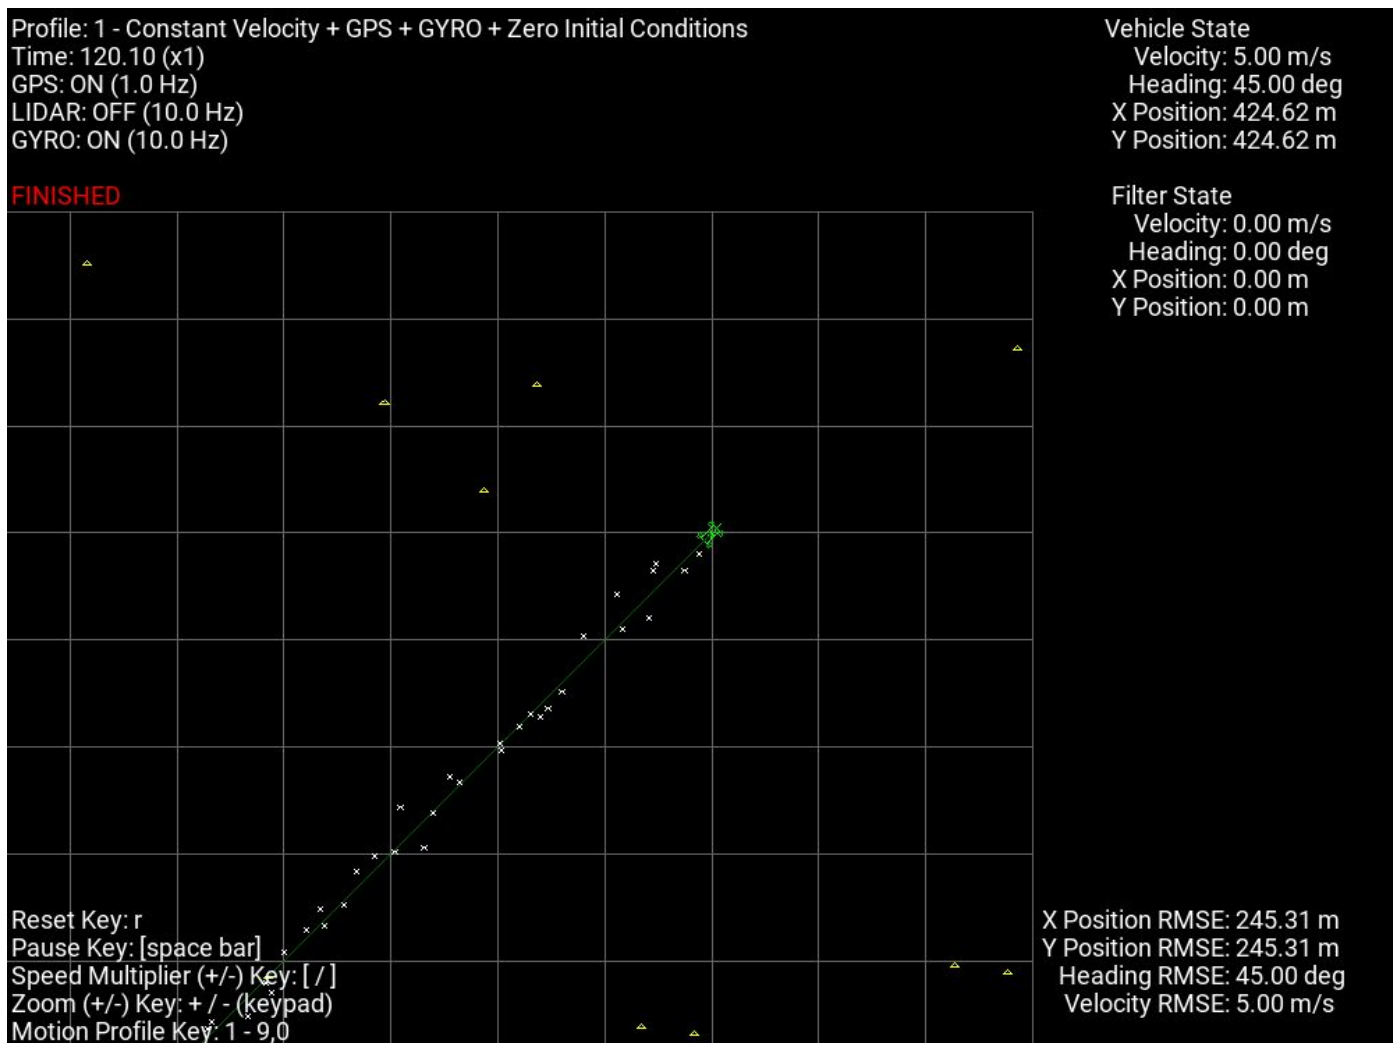 Profile: 1 - Constant Velocity + GPS + GYRO + Zero Initial Conditions
Time: 120.10 (x1)
GPS: ON (1.0 Hz)
LIDAR: OFF (10.0 Hz)
GYRO: ON (10.0 Hz)
FINISHED
Vehicle State
Velocity: 5.00 m/s
Heading: 45.00 deg
X Position: 424.62 m
Y Position: 424.62 m
Filter State
Velocity: 0.00 m/s
Heading: 0.00 deg
X Position: 0.00 m
Y Position: 0.00 m
Reset Key: r
Pause Key: [space bar]
Speed Multiplier (+/-) Key: [ / ]
Zoom (+/-) Key: + / - (keypad)
Motion Profile Key: 1 - 9,0
X Position RMSE: 245.31 m
Y Position RMSE: 245.31 m
Heading RMSE: 45.00 deg
Velocity RMSE: 5.00 m/s